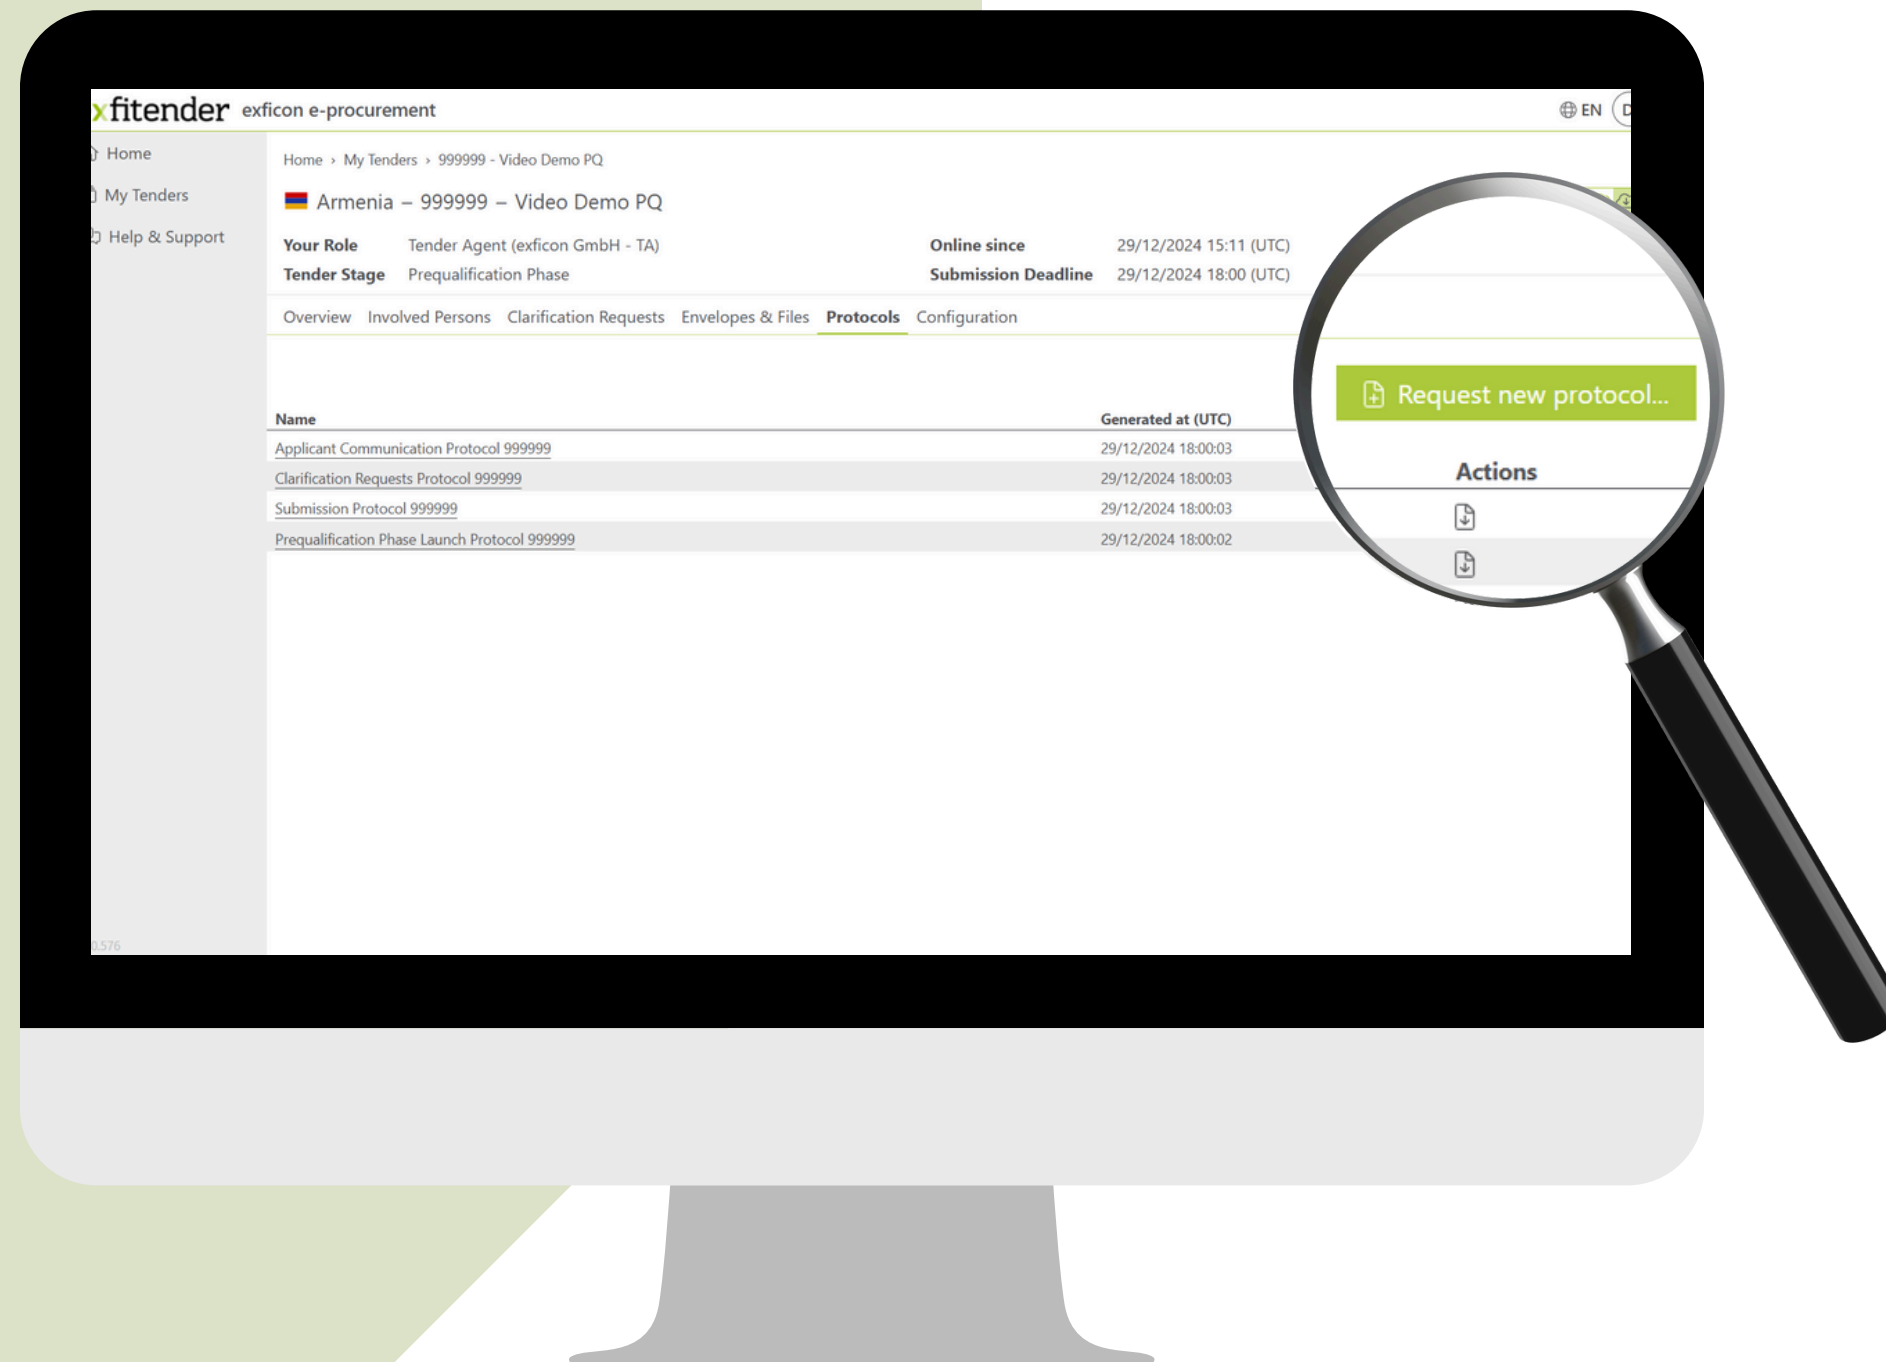 xfitender exficon e-procurement
EN
Home
My Tenders
Help & Support
Home › My Tenders › 999999 - Video Demo PQ
Armenia – 999999 – Video Demo PQ
Your Role Tender Agent (exficon GmbH - TA) Online since 29/12/2024 15:11 (UTC)
Tender Stage Prequalification Phase Submission Deadline 29/12/2024 18:00 (UTC)
Overview Involved Persons Clarification Requests Envelopes & Files Protocols Configuration
Request new protocol...
Name Generated at (UTC) Actions
Applicant Communication Protocol 999999 29/12/2024 18:00:03
Clarification Requests Protocol 999999 29/12/2024 18:00:03
Submission Protocol 999999 29/12/2024 18:00:03
Prequalification Phase Launch Protocol 999999 29/12/2024 18:00:02
0.576